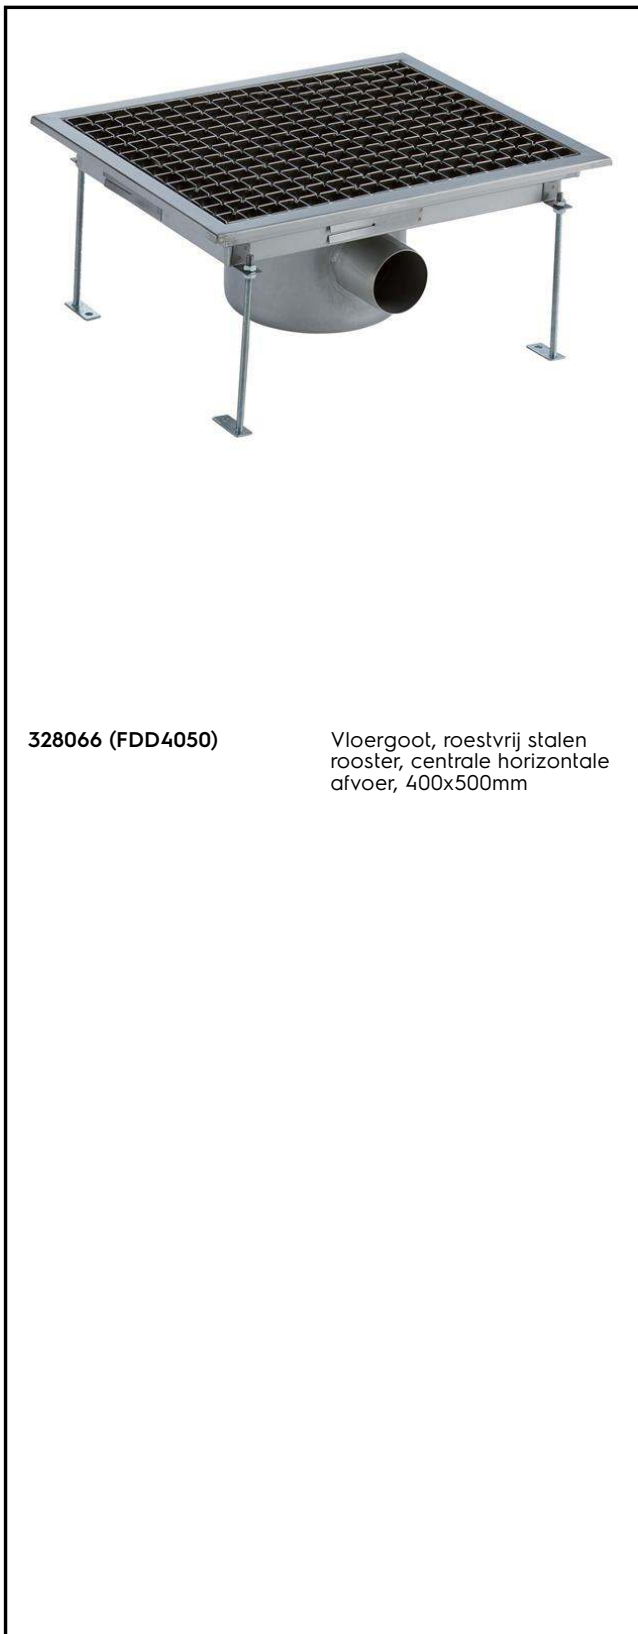 328066 (FDD4050)
Vloergoot, roestvrij stalen
rooster, centrale horizontale
afvoer, 400x500mm